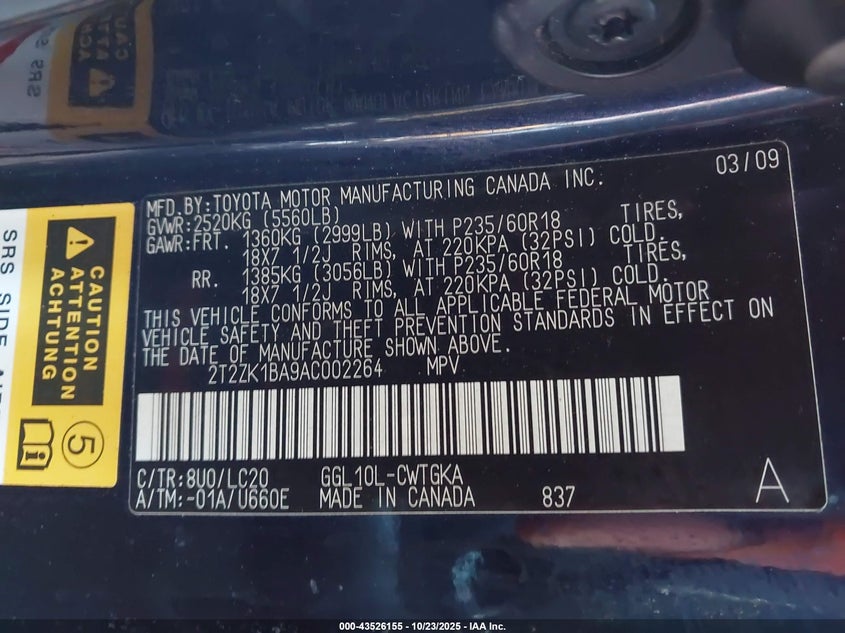 MFD.BY:TOYOTA MOTOR MANUFACTURING CANADA INC. 03/09
GVWR:2520KG (5560LB)
GAWR:FRT. 1360KG (2999LB) WITH P235/60R18 TIRES,
18X7 1/2J RIMS, AT 220KPA (32PSI) COLD.
RR. 1385KG (3056LB) WITH P235/60R18 TIRES,
18X7 1/2J RIMS, AT 220KPA (32PSI) COLD.
THIS VEHICLE CONFORMS TO ALL APPLICABLE FEDERAL MOTOR
VEHICLE SAFETY AND THEFT PREVENTION STANDARDS IN EFFECT ON
THE DATE OF MANUFACTURE SHOWN ABOVE.
2T2ZK1BA9AC002264 MPV
C/TR:8U0/LC20 GGL10L-CWTGKA
A/TM:-01A/U660E MADE IN CANADA 837 A
CAUTION
ATTENTION
ACHTUNG
5
SRS SIDE
000-43526155 - 10/23/2025 - IAA Inc.